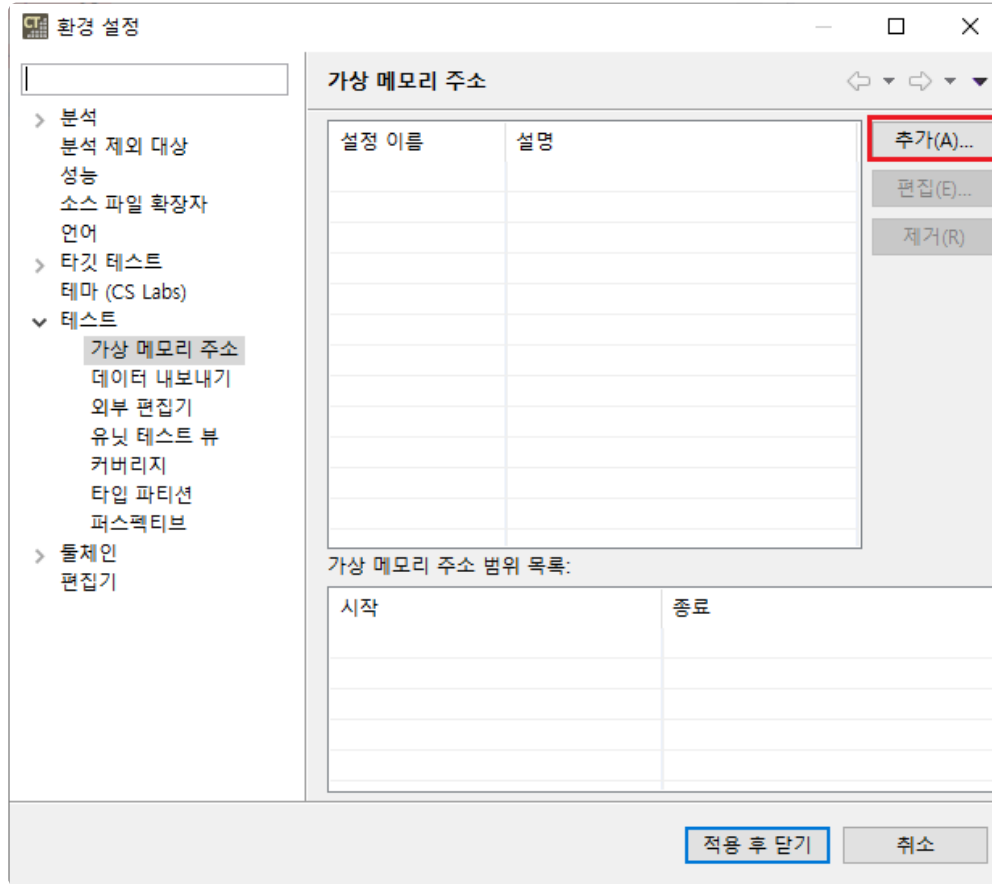 CT 환경 설정
가상 메모리 주소
분석
분석 제외 대상
성능
소스 파일 확장자
언어
타깃 테스트
테마 (CS Labs)
테스트
가상 메모리 주소
데이터 내보내기
외부 편집기
유닛 테스트 뷰
커버리지
타입 파티션
퍼스펙티브
툴체인
편집기
설정 이름 설명
추가(A)...
편집(E)...
제거(R)
가상 메모리 주소 범위 목록:
시작 종료
적용 후 닫기 취소